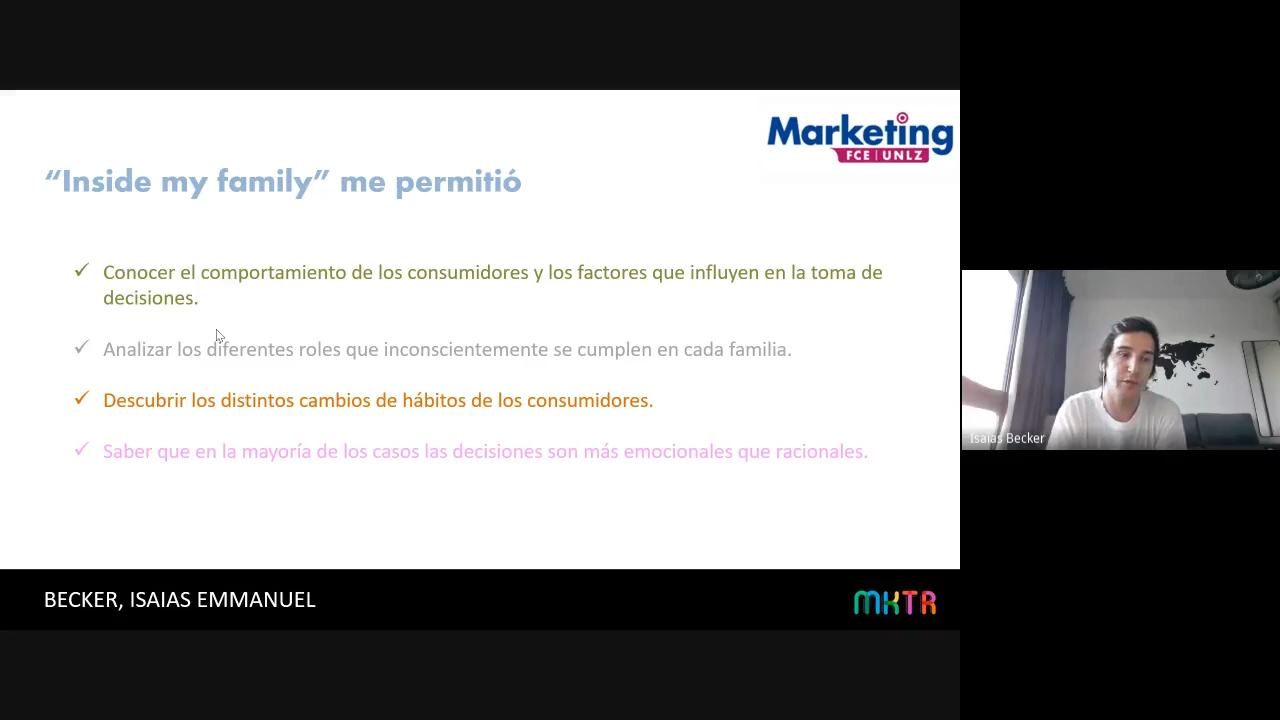 Marketing
FCE | UNLZ
“Inside my family” me permitió
✓ Conocer el comportamiento de los consumidores y los factores que influyen en la toma de
decisiones.
✓ Analizar los diferentes roles que inconscientemente se cumplen en cada familia.
✓ Descubrir los distintos cambios de hábitos de los consumidores.
✓ Saber que en la mayoría de los casos las decisiones son más emocionales que racionales.
Isaias Becker
BECKER, ISAIAS EMMANUEL
MKTR